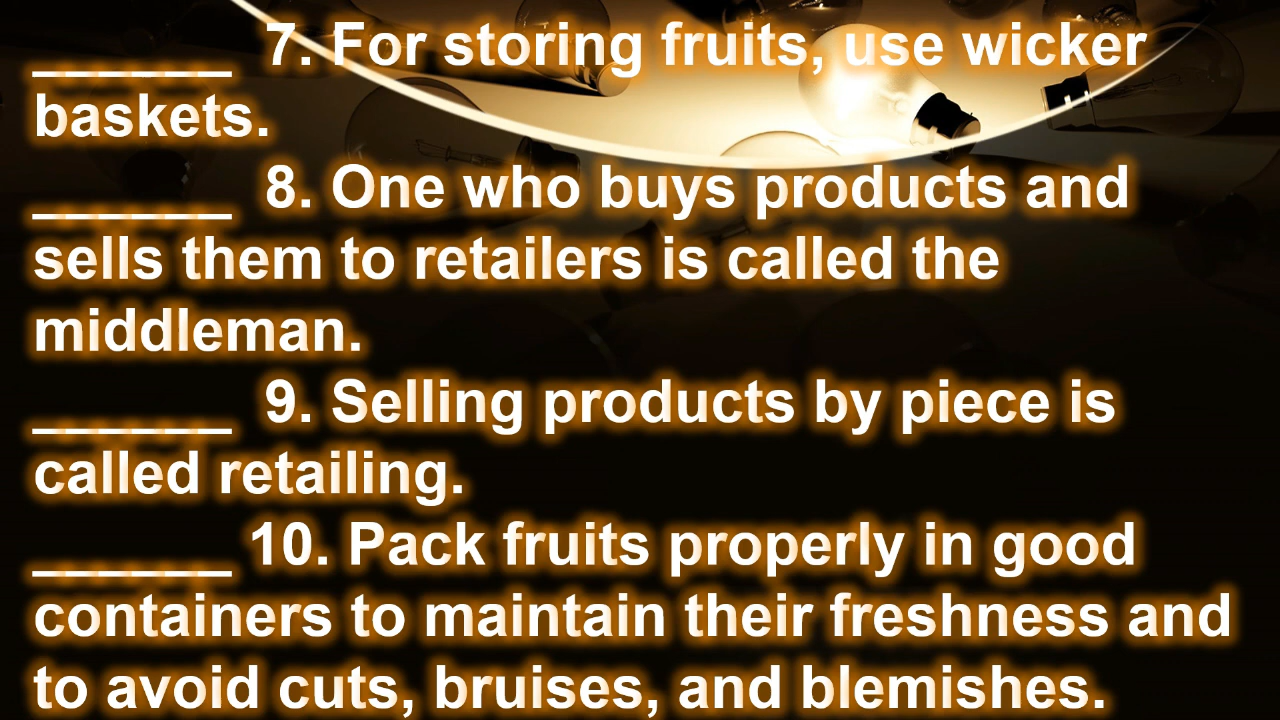 ______ 7. For storing fruits, use wicker
baskets.
______ 8. One who buys products and
sells them to retailers is called the
middleman.
______ 9. Selling products by piece is
called retailing.
______ 10. Pack fruits properly in good
containers to maintain their freshness and
to avoid cuts, bruises, and blemishes.